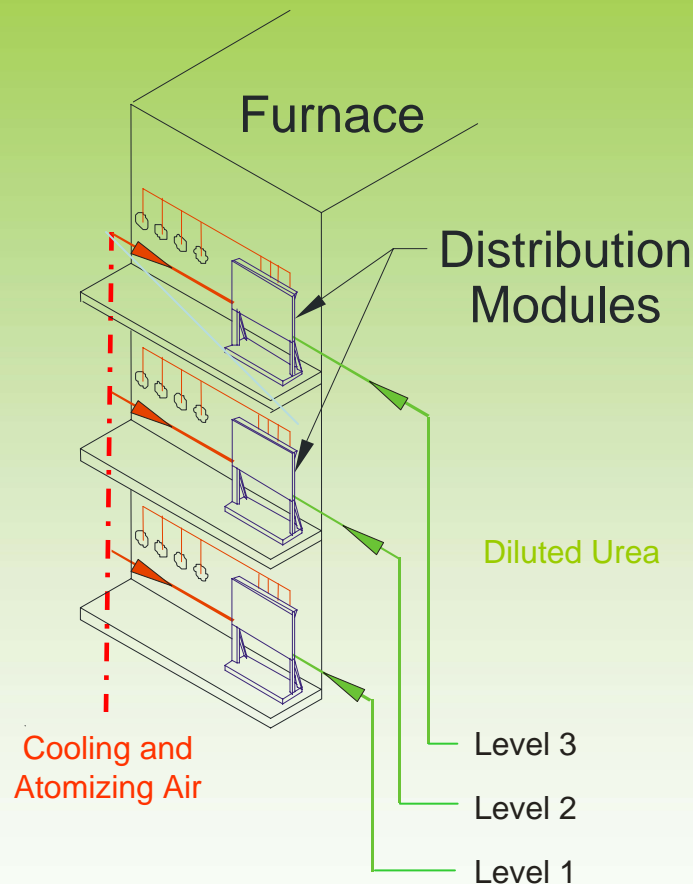 Furnace
Distribution
Modules
Diluted Urea
Cooling and
Atomizing Air
Level 3
Level 2
Level 1